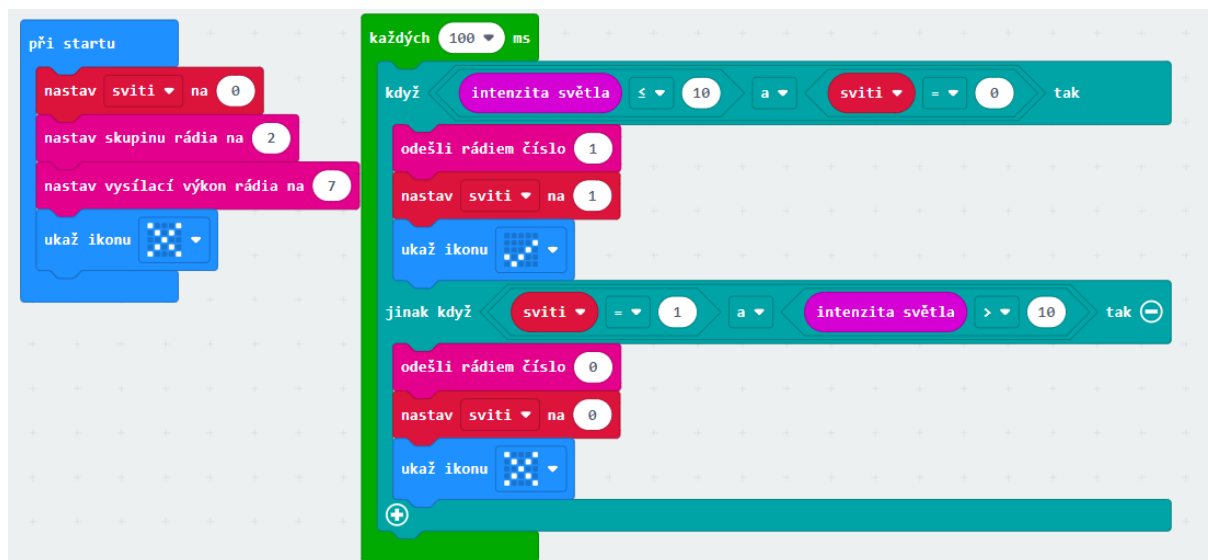 při startu
nastav sviti na 0
nastav skupinu rádia na 2
nastav vysílací výkon rádia na 7
ukaž ikonu
každých 100 ms
když intenzita světla ≤ 10 a sviti = 0 tak
odešli rádiem číslo 1
nastav sviti na 1
ukaž ikonu
jinak když sviti = 1 a intenzita světla > 10 tak
odešli rádiem číslo 0
nastav sviti na 0
ukaž ikonu